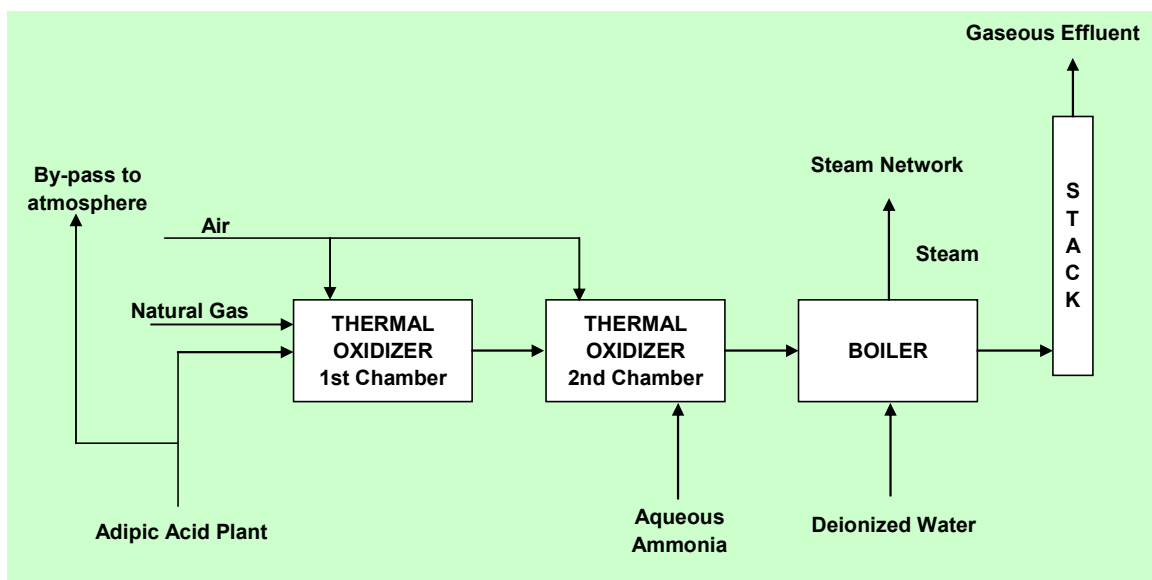 Gaseous Effluent
By-pass to
atmosphere
Steam Network
Air
Steam
Natural Gas
THERMAL
OXIDIZER
1st Chamber
THERMAL
OXIDIZER
2nd Chamber
BOILER
S
T
A
C
K
Adipic Acid Plant
Aqueous
Ammonia
Deionized Water